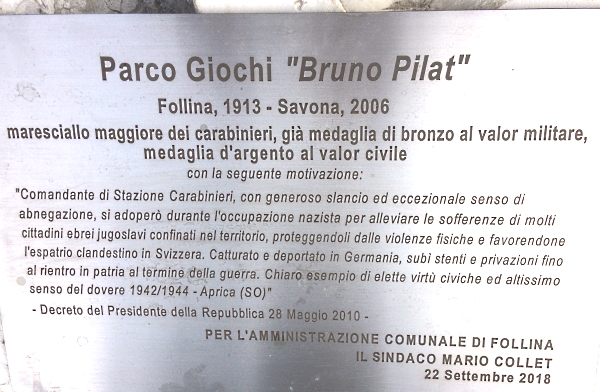 Parco Giochi "Bruno Pilat"
Follina, 1913 - Savona, 2006
maresciallo maggiore dei carabinieri, già medaglia di bronzo al valor militare,
medaglia d'argento al valor civile
con la seguente motivazione:
"Comandante di Stazione Carabinieri, con generoso slancio ed eccezionale senso di
abnegazione, si adoperò durante l'occupazione nazista per alleviare le sofferenze di molti
cittadini ebrei jugoslavi confinati nel territorio, proteggendoli dalle violenze fisiche e favorendone
l'espatrio clandestino in Svizzera. Catturato e deportato in Germania, subì stenti e privazioni fino
al rientro in patria al termine della guerra. Chiaro esempio di elette virtù civiche ed altissimo
senso del dovere 1942/1944 - Aprica (SO)"
- Decreto del Presidente della Repubblica 28 Maggio 2010 -
PER L'AMMINISTRAZIONE COMUNALE DI FOLLINA
IL SINDACO MARIO COLLET
22 Settembre 2018